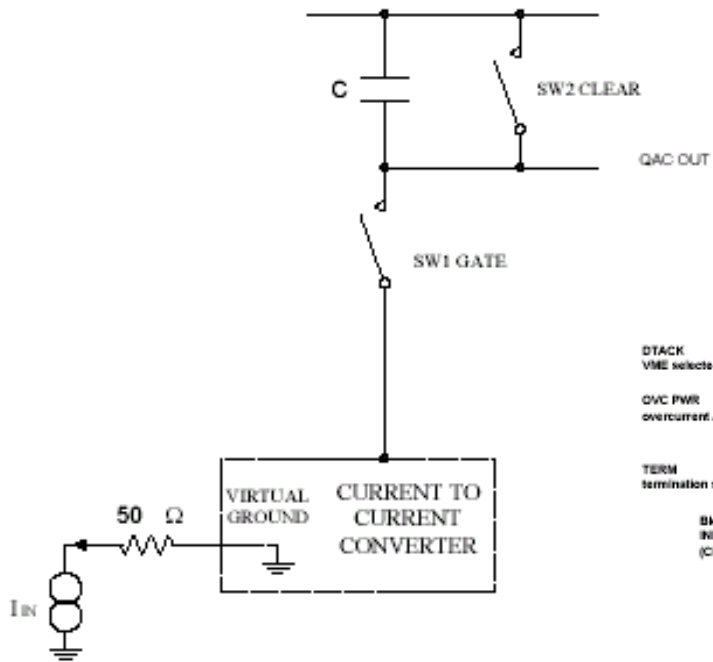 C
SW2 CLEAR
QAC OUT
SW1 GATE
DTACK
VME selecte
OVC PWR
overcurrent
VIRTUAL
GROUND
CURRENT TO
CURRENT
CONVERTER
TERM
termination
50 Ω
I IN